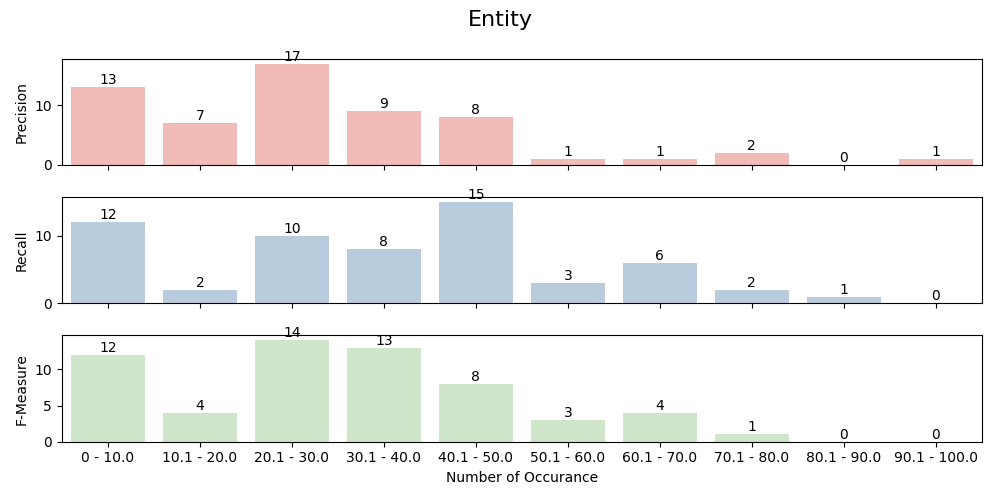 Entity
Precision
10
0
13 7 17 9 8 1 1 2 0 1
Recall
10
0
12 2 10 8 15 3 6 2 1 0
F-Measure
10
5
0
12 4 14 13 8 3 4 1 0 0
0 - 10.0 10.1 - 20.0 20.1 - 30.0 30.1 - 40.0 40.1 - 50.0 50.1 - 60.0 60.1 - 70.0 70.1 - 80.0 80.1 - 90.0 90.1 - 100.0
Number of Occurance